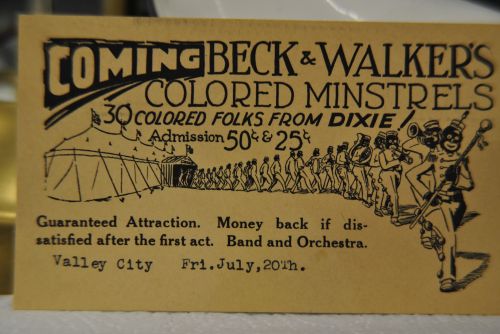 COMING BECK & WALKER'S
COLORED MINSTRELS
30 COLORED FOLKS FROM DIXIE!
Admission 50¢ & 25¢
Guaranteed Attraction. Money back if dis-
satisfied after the first act. Band and Orchestra.
Valley City Fri.July,20Th.